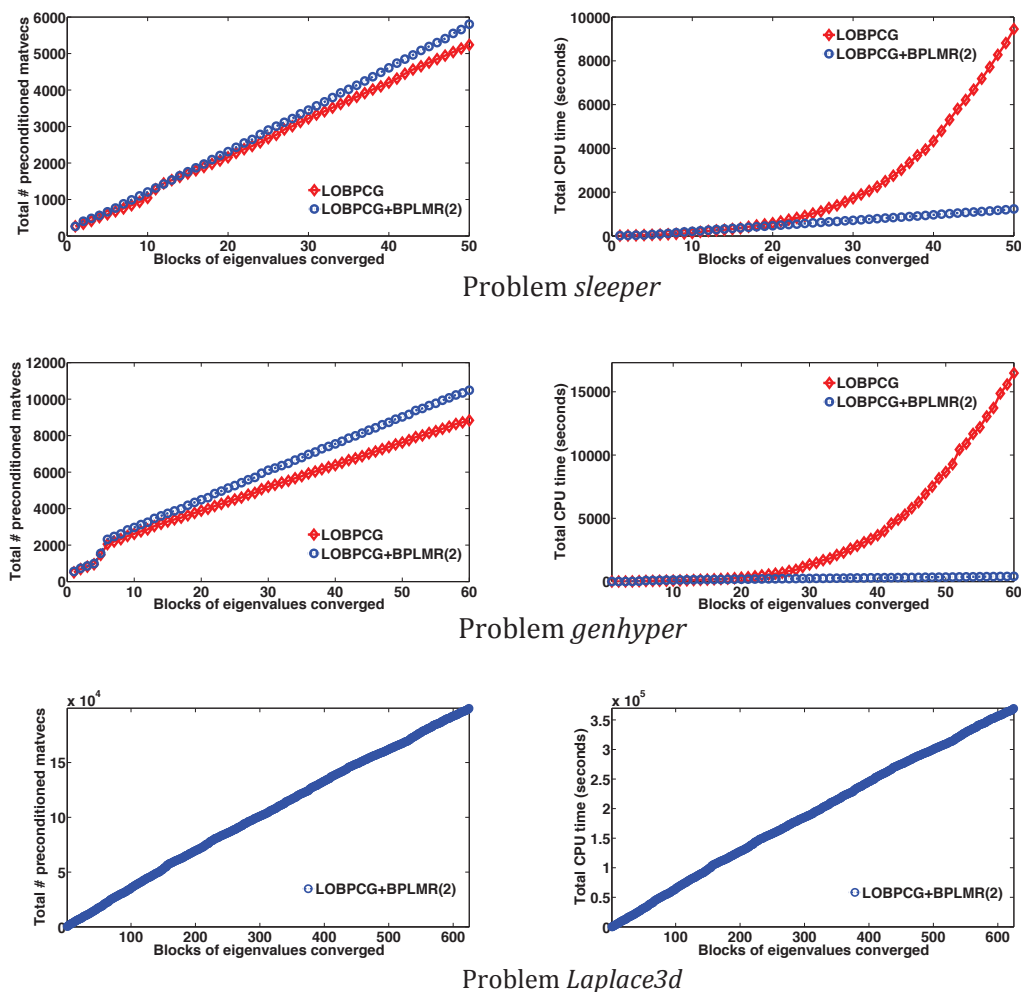 6000
5000
4000
3000
2000
1000
0
0 10 20 30 40 50
Total # preconditioned matvecs
Blocks of eigenvalues converged
LOBPCG
LOBPCG+BPLMR(2)
10000
8000
6000
4000
2000
0
10 20 30 40 50
Total CPU time (seconds)
Blocks of eigenvalues converged
LOBPCG
LOBPCG+BPLMR(2)
Problem sleeper
12000
10000
8000
6000
4000
2000
0
0 10 20 30 40 50 60
Total # preconditioned matvecs
Blocks of eigenvalues converged
LOBPCG
LOBPCG+BPLMR(2)
15000
10000
5000
0
10 20 30 40 50 60
Total CPU time (seconds)
Blocks of eigenvalues converged
LOBPCG
LOBPCG+BPLMR(2)
Problem genhyper
x 10^4
15
10
5
0
100 200 300 400 500 600
Total # preconditioned matvecs
Blocks of eigenvalues converged
LOBPCG+BPLMR(2)
x 10^5
3.5
3
2.5
2
1.5
1
0.5
0
100 200 300 400 500 600
Total CPU time (seconds)
Blocks of eigenvalues converged
LOBPCG+BPLMR(2)
Problem Laplace3d